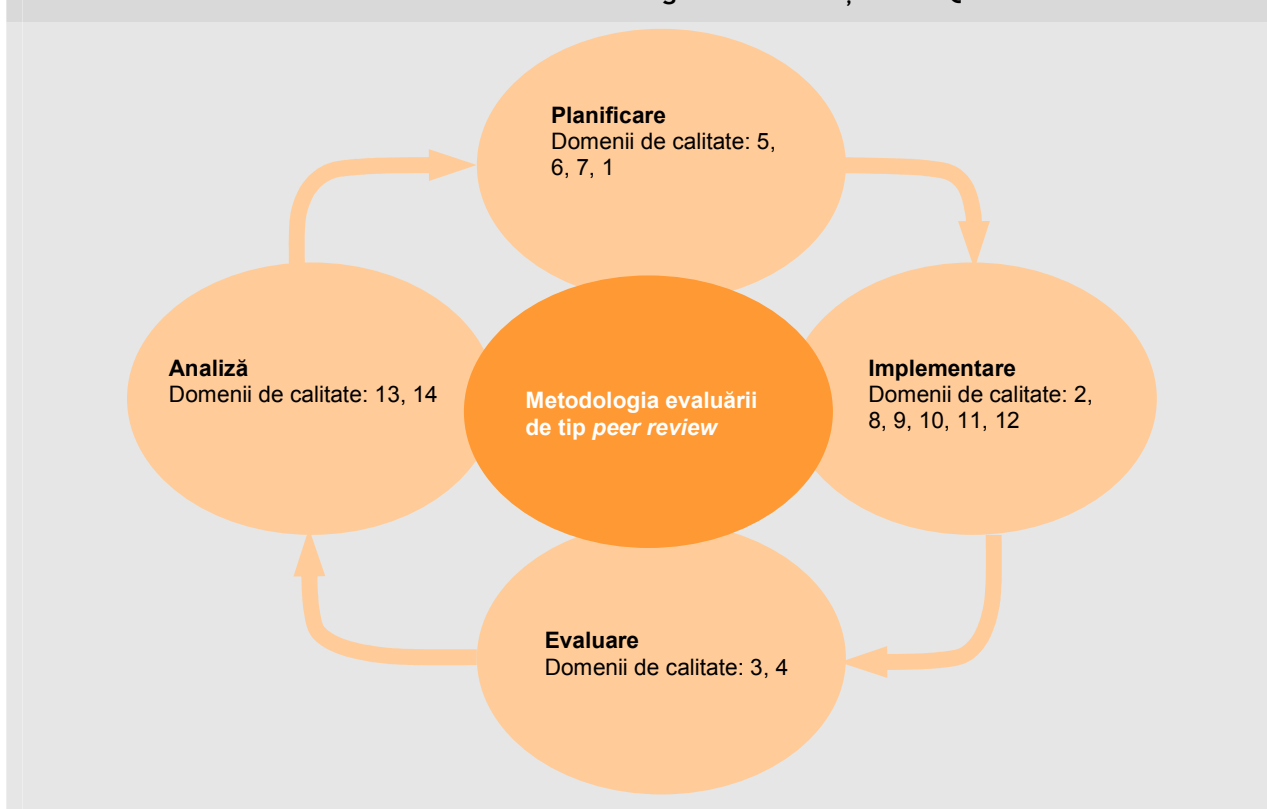 Planificare
Domenii de calitate: 5,
6, 7, 1
Analiză
Domenii de calitate: 13, 14
Metodologia evaluării
de tip peer review
Implementare
Domenii de calitate: 2,
8, 9, 10, 11, 12
Evaluare
Domenii de calitate: 3, 4